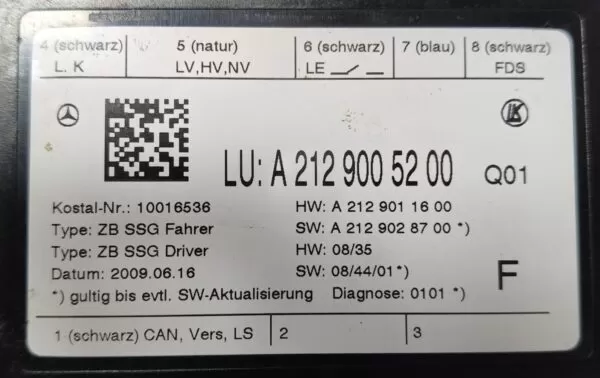 4 (schwarz) 5 (natur) 6 (schwarz) 7 (blau) 8 (schwarz)
L. K LV,HV,NV LE FDS
LU: A 212 900 52 00 Q01
Kostal-Nr.: 10016536 HW: A 212 901 16 00
Type: ZB SSG Fahrer SW: A 212 902 87 00 *)
Type: ZB SSG Driver HW: 08/35
Datum: 2009.06.16 SW: 08/44/01*)
F
*) gultig bis evtl. SW-Aktualisierung Diagnose: 0101 *)
1 (schwarz) CAN, Vers, LS 2 3